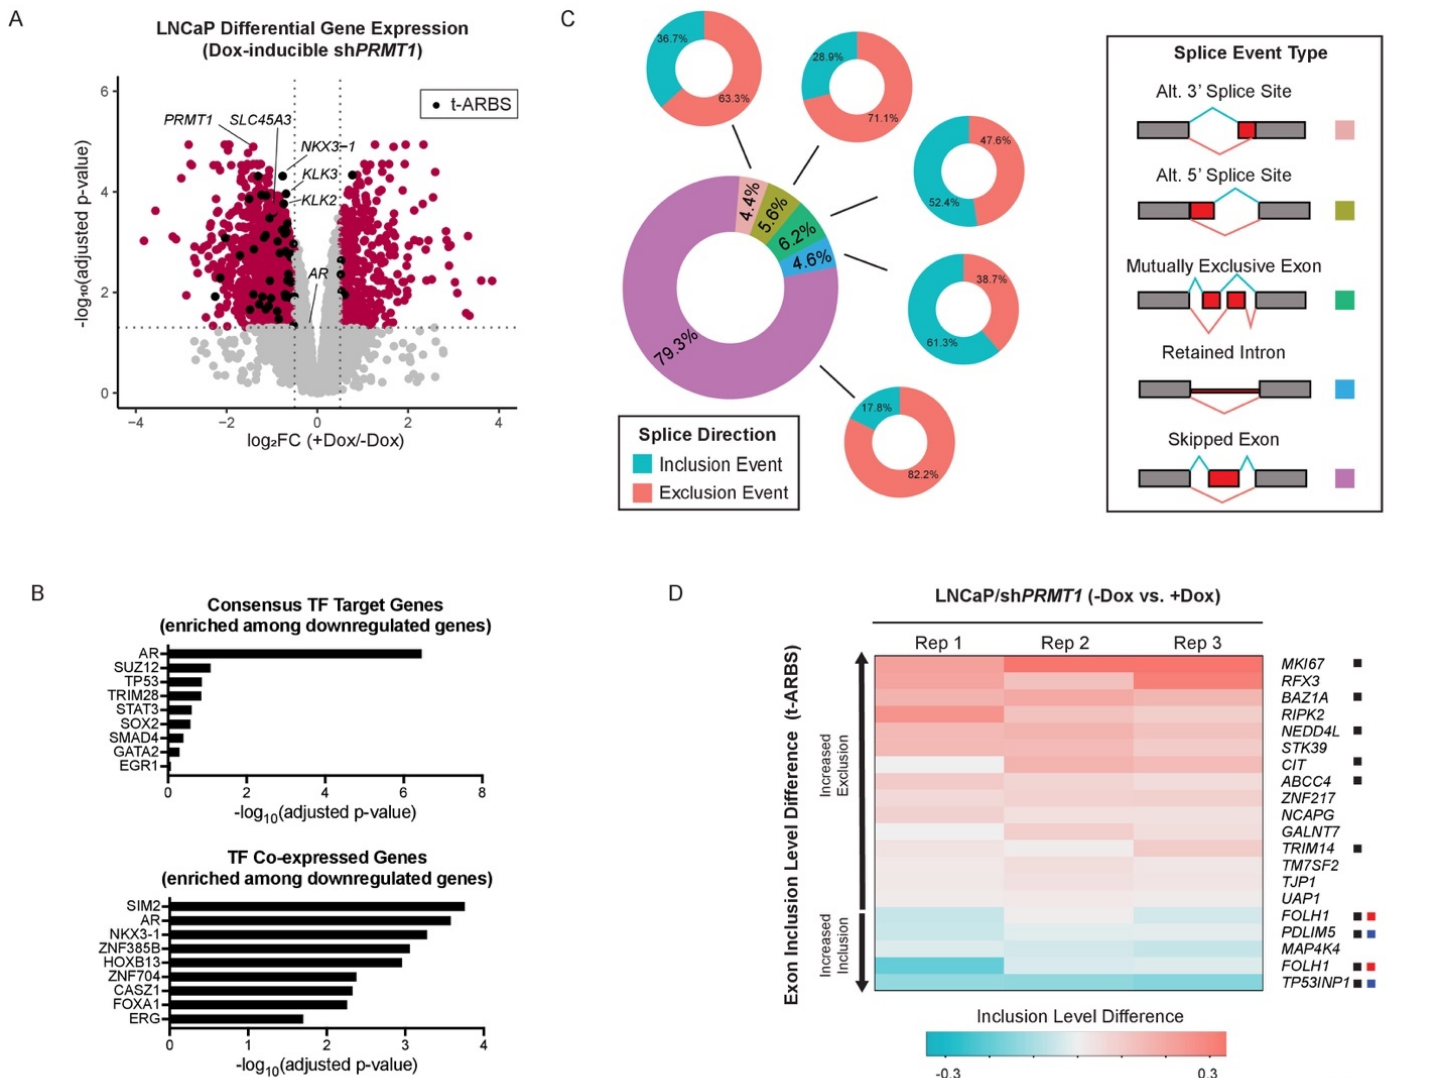 A
LNCaP Differential Gene Expression
(Dox-inducible shPRMT1)
t-ARBS
PRMT1
SLC45A3
NKX3-1
KLK3
KLK2
AR
-log₁₀(adjusted p-value)
6
4
2
0
−4
−2
0
2
4
log₂FC (+Dox/-Dox)
B
Consensus TF Target Genes
(enriched among downregulated genes)
AR
SUZ12
TP53
TRIM28
STAT3
SOX2
SMAD4
GATA2
EGR1
0 2 4 6 8
-log₁₀(adjusted p-value)
TF Co-expressed Genes
(enriched among downregulated genes)
SIM2
AR
NKX3-1
ZNF385B
HOXB13
ZNF704
CASZ1
FOXA1
ERG
0 1 2 3 4
-log₁₀(adjusted p-value)
C
36.7%
63.3%
28.9%
71.1%
47.6%
52.4%
38.7%
61.3%
17.8%
82.2%
4.4%
5.6%
6.2%
4.6%
79.3%
Splice Direction
Inclusion Event
Exclusion Event
Splice Event Type
Alt. 3' Splice Site
Alt. 5' Splice Site
Mutually Exclusive Exon
Retained Intron
Skipped Exon
D
LNCaP/shPRMT1 (-Dox vs. +Dox)
Rep 1 Rep 2 Rep 3
Exon Inclusion Level Difference (t-ARBS)
Increased
Exclusion
Increased
Inclusion
MKI67
RFX3
BAZ1A
RIPK2
NEDD4L
STK39
CIT
ABCC4
ZNF217
NCAPG
GALNT7
TRIM14
TM7SF2
TJP1
UAP1
FOLH1
PDLIM5
MAP4K4
FOLH1
TP53INP1
Inclusion Level Difference
-0.3 0.3